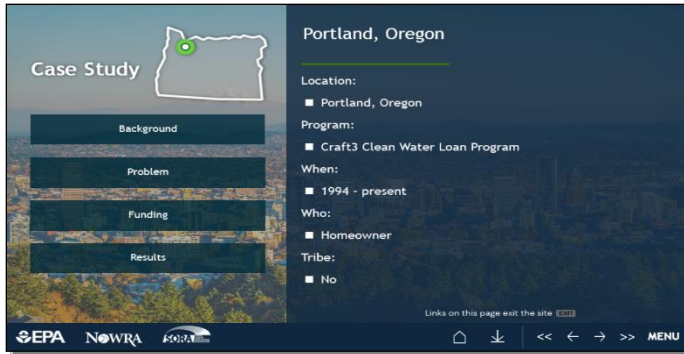 Case Study
Background
Problem
Funding
Results
Portland, Oregon
Location:
Portland, Oregon
Program:
Craft3 Clean Water Loan Program
When:
1994 - present
Who:
Homeowner
Tribe:
No
Links on this page exit the site EXIT
EPA NOWRA SORA
<< ← → >> MENU